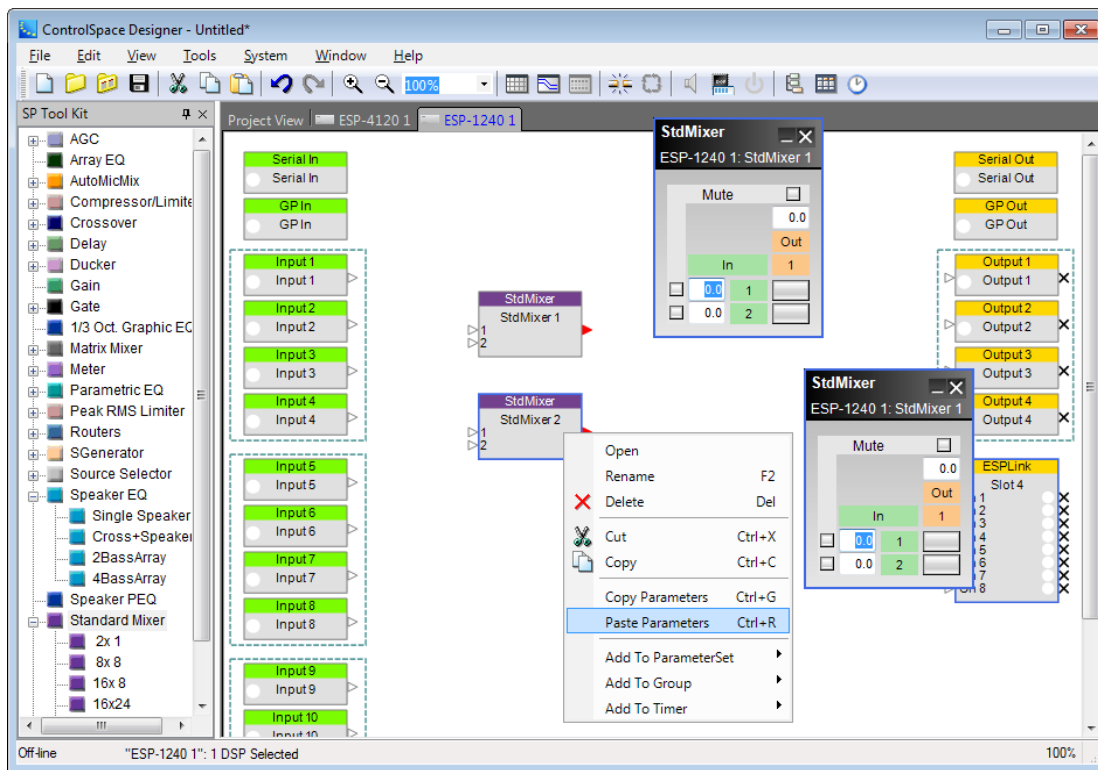 ControlSpace Designer - Untitled*
File Edit View Tools System Window Help
100%
SP Tool Kit
Project View ESP-4120 1 ESP-1240 1
AGC
Array EQ
AutoMicMix
Compressor/Limite
Crossover
Delay
Ducker
Gain
Gate
1/3 Oct. Graphic EQ
Matrix Mixer
Meter
Parametric EQ
Peak RMS Limiter
Routers
SGenerator
Source Selector
Speaker EQ
Single Speaker
Cross+Speaker
2BassArray
4BassArray
Speaker PEQ
Standard Mixer
2x 1
8x 8
16x 8
16x24
Serial In
Serial In
GP In
GP In
Input 1
Input 1
Input 2
Input 2
Input 3
Input 3
Input 4
Input 4
Input 5
Input 5
Input 6
Input 6
Input 7
Input 7
Input 8
Input 8
Input 9
Input 9
Input 10
Input 10
StdMixer
StdMixer 1
1
2
StdMixer
StdMixer 2
1
2
Open
Rename F2
Delete Del
Cut Ctrl+X
Copy Ctrl+C
Copy Parameters Ctrl+G
Paste Parameters Ctrl+R
Add To ParameterSet
Add To Group
Add To Timer
StdMixer
ESP-1240 1: StdMixer 1
Mute
0.0
Out
In 1
0.0 1
0.0 2
StdMixer
ESP-1240 1: StdMixer 1
Mute
0.0
Out
In 1
0.0 1
0.0 2
Serial Out
Serial Out
GP Out
GP Out
Output 1
Output 1
Output 2
Output 2
Output 3
Output 3
Output 4
Output 4
ESPLink
Slot 4
1
2
3
4
5
6
7
8
Off-line "ESP-1240 1": 1 DSP Selected 100%